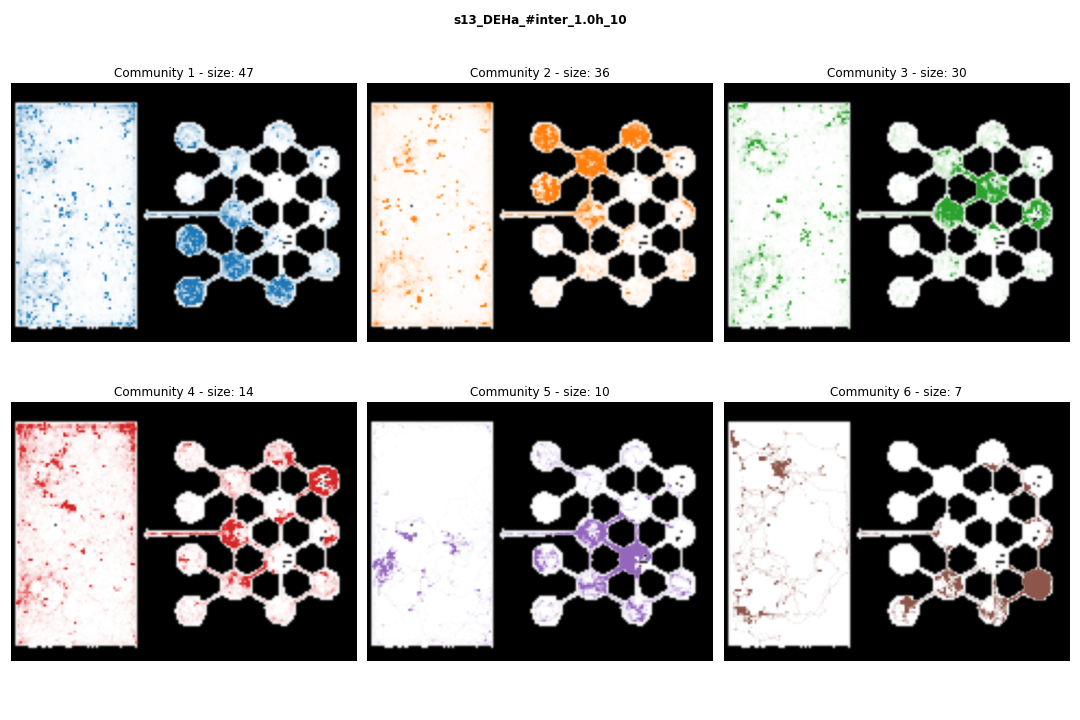 s13_DEHa_#inter_1.0h_10
Community 1 - size: 47
Community 2 - size: 36
Community 3 - size: 30
Community 4 - size: 14
Community 5 - size: 10
Community 6 - size: 7